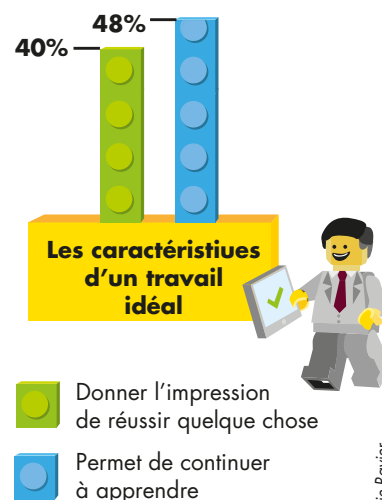 48%
40%
Les caractéristiues
d'un travail
idéal
Donner l'impression
de réussir quelque chose
Permet de continuer
à apprendre